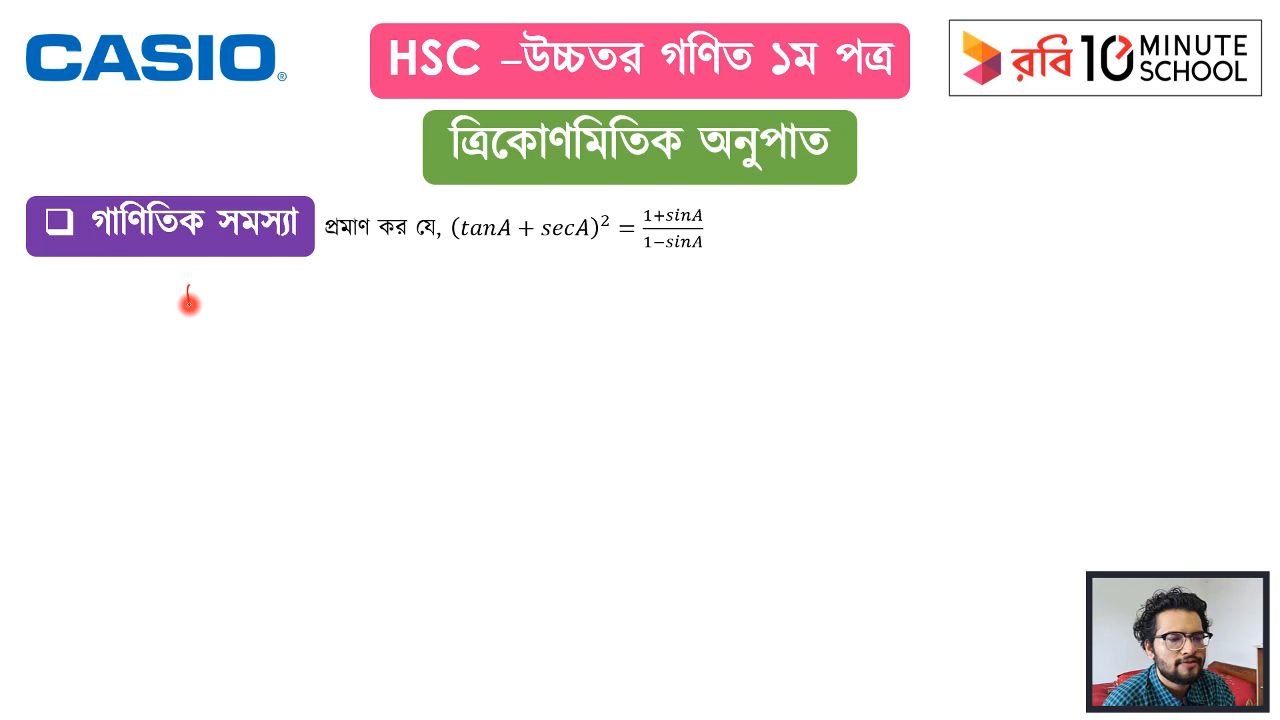 CASIO®
HSC –উচ্চতর গণিত ১ম পত্র
রবি 10 MINUTE SCHOOL
ত্রিকোণমিতিক অনুপাত
❑ গাণিতিক সমস্যা প্রমাণ কর যে, (tanA + secA)² = \frac{1+sinA}{1−sinA}